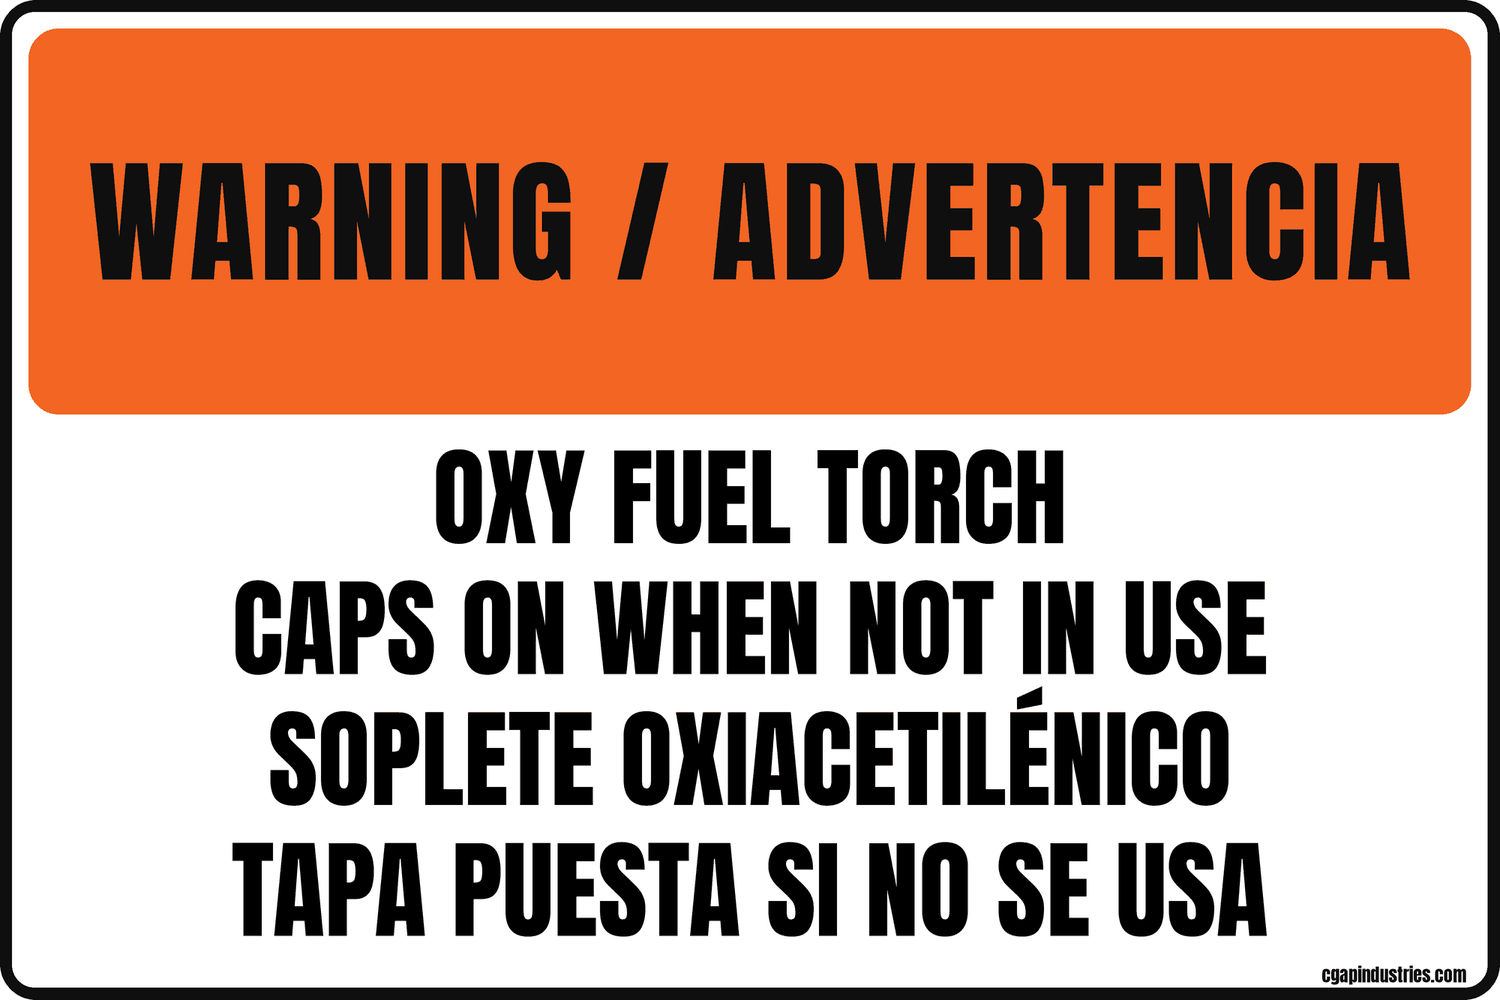 WARNING / ADVERTENCIA
OXY FUEL TORCH
CAPS ON WHEN NOT IN USE
SOPLETE OXIACETILÉNICO
TAPA PUESTA SI NO SE USA
cgapindustries.com